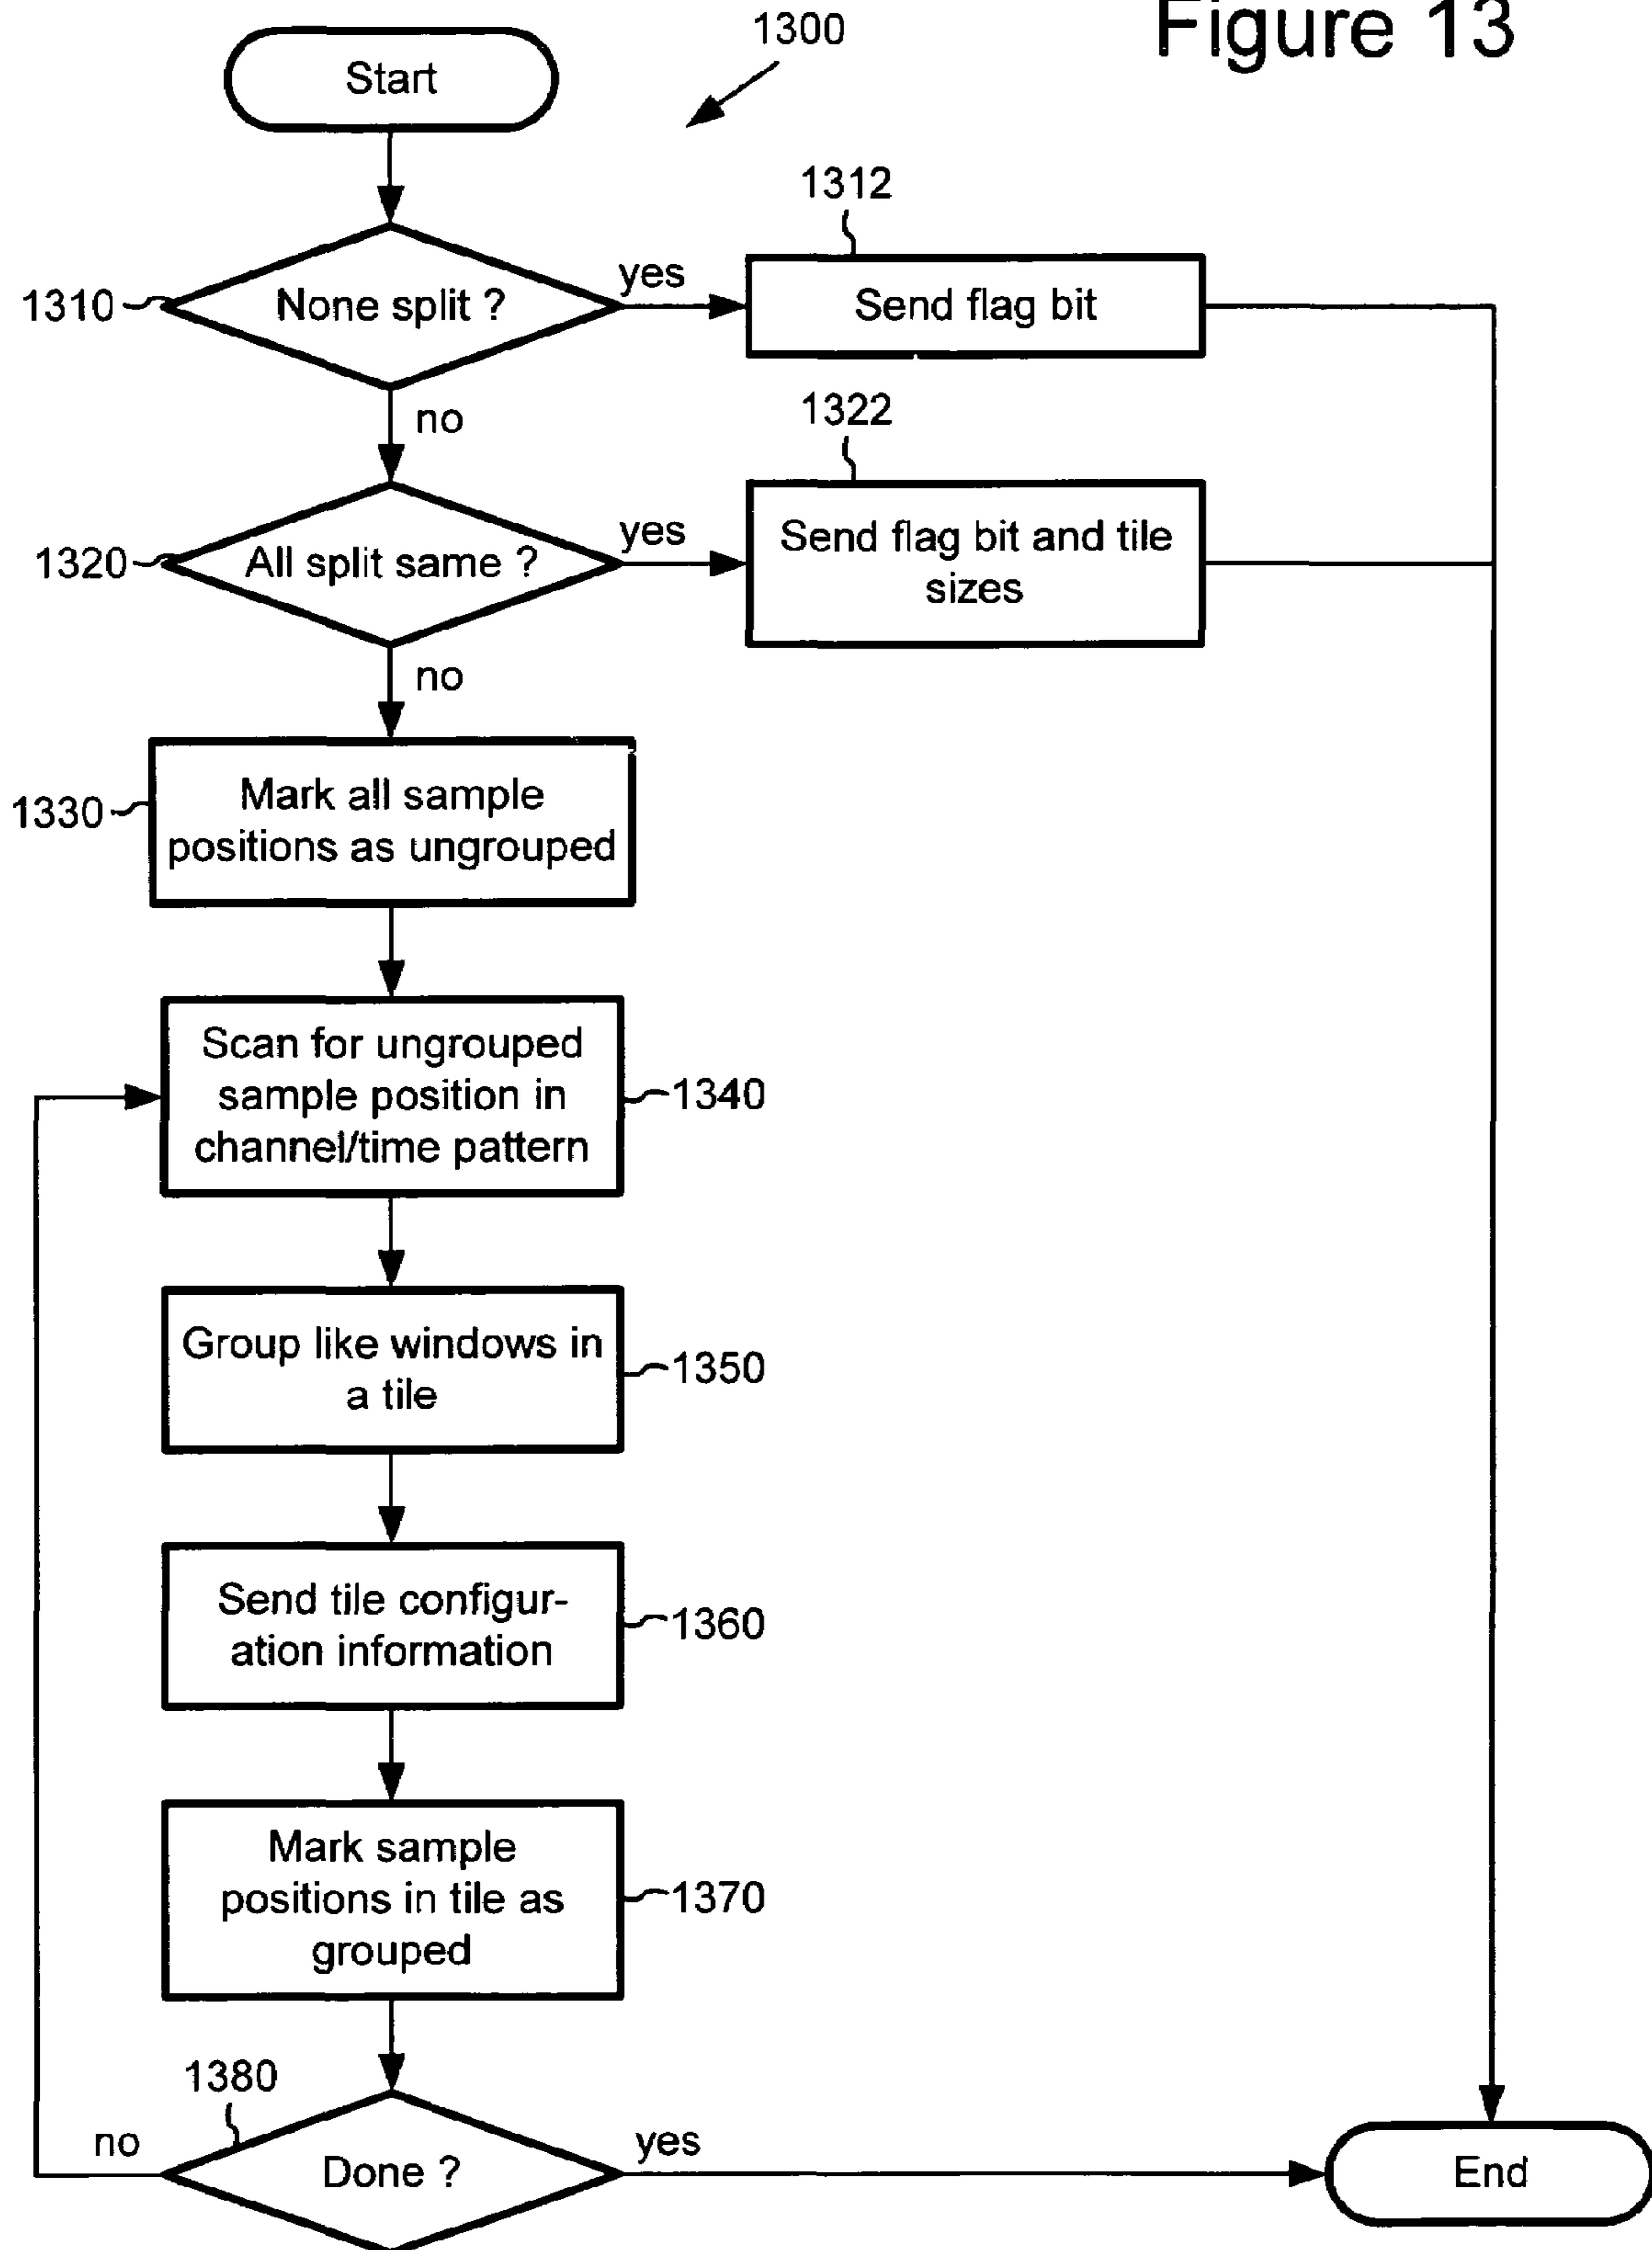 Figure 13
1300
Start
1312
1310
None split ?
yes
Send flag bit
no
1322
1320
All split same ?
yes
Send flag bit and tile
sizes
no
1330
Mark all sample
positions as ungrouped
Scan for ungrouped
sample position in
channel/time pattern
1340
Group like windows in
a tile
1350
Send tile configur-
ation information
1360
Mark sample
positions in tile as
grouped
1370
1380
no
Done ?
yes
End